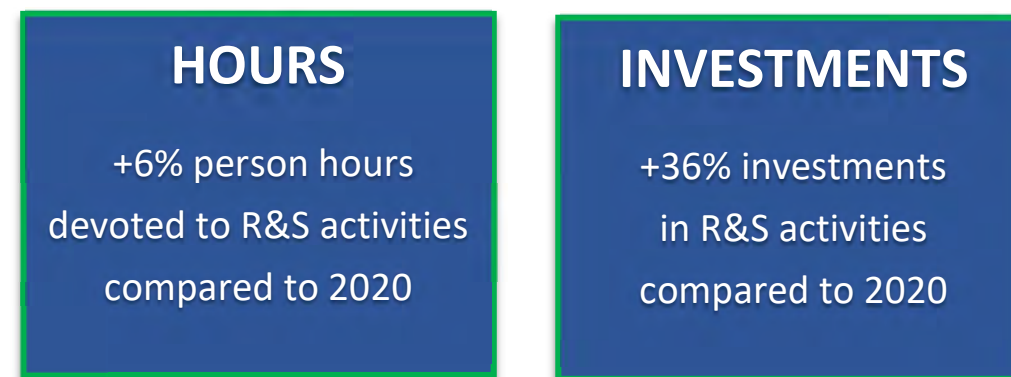 HOURS
+6% person hours
devoted to R&S activities
compared to 2020
INVESTMENTS
+36% investments
in R&S activities
compared to 2020